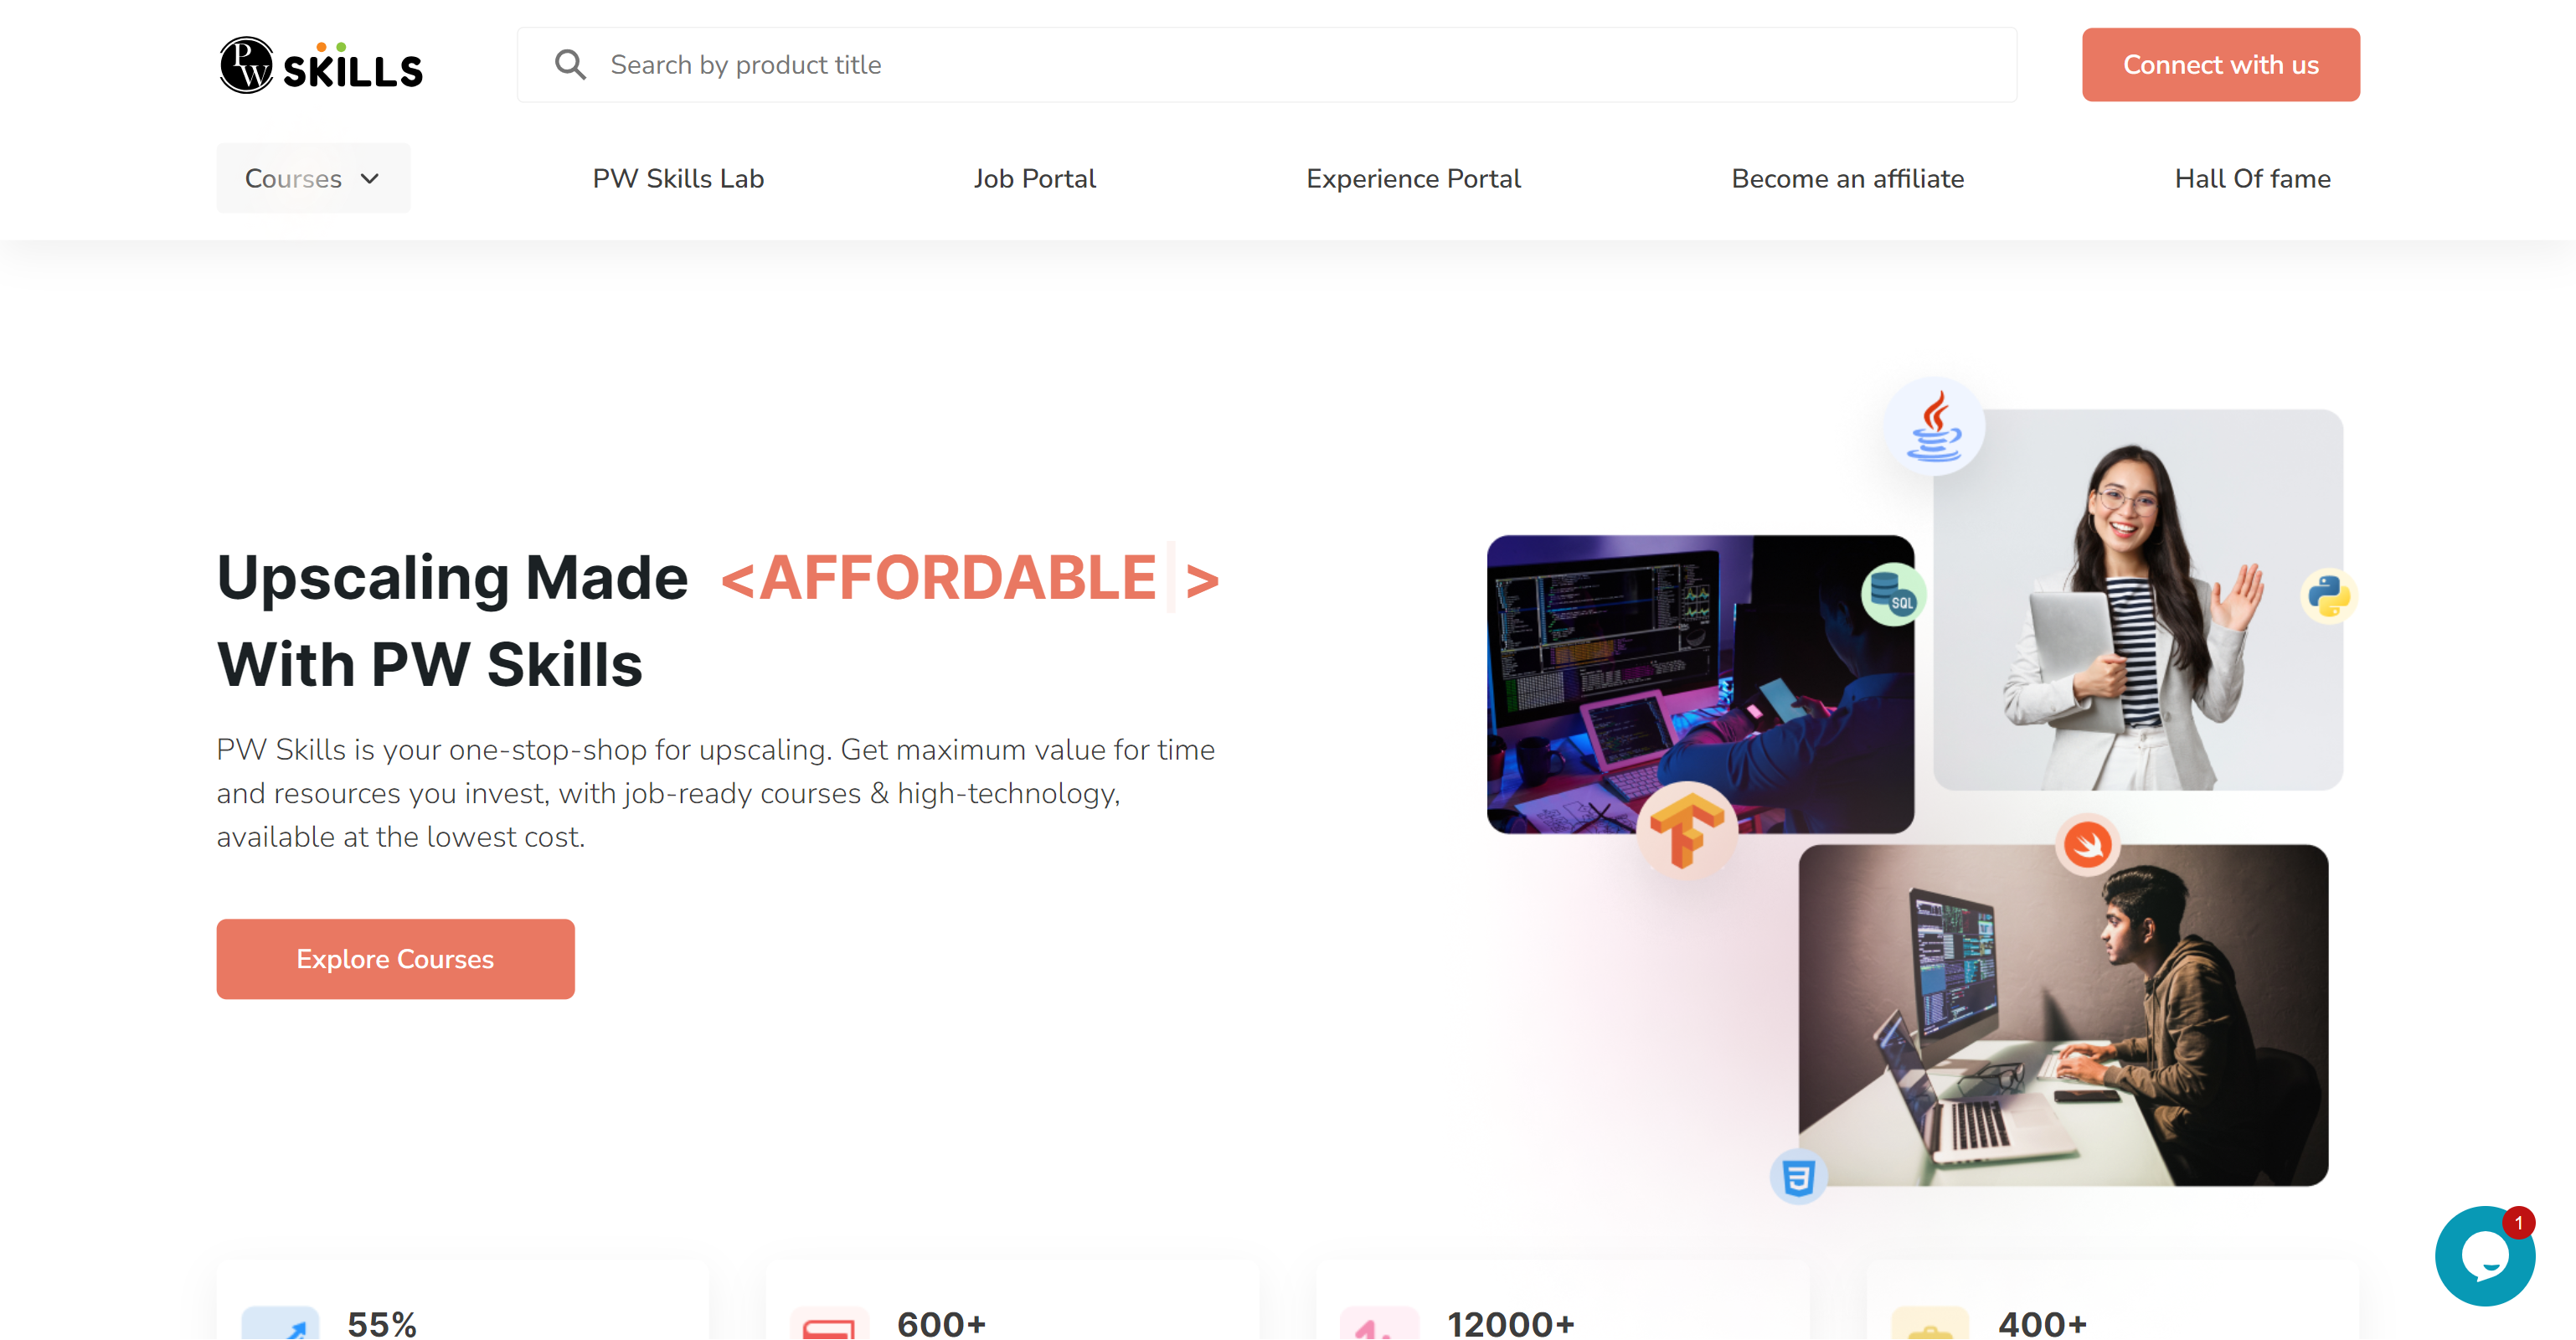 PW SKILLS
Search by product title
Connect with us
Courses
PW Skills Lab
Job Portal
Experience Portal
Become an affiliate
Hall Of fame
Upscaling Made <AFFORDABLE >
With PW Skills
PW Skills is your one-stop-shop for upscaling. Get maximum value for time
and resources you invest, with job-ready courses & high-technology,
available at the lowest cost.
Explore Courses
SQL
1
55%
600+
12000+
400+